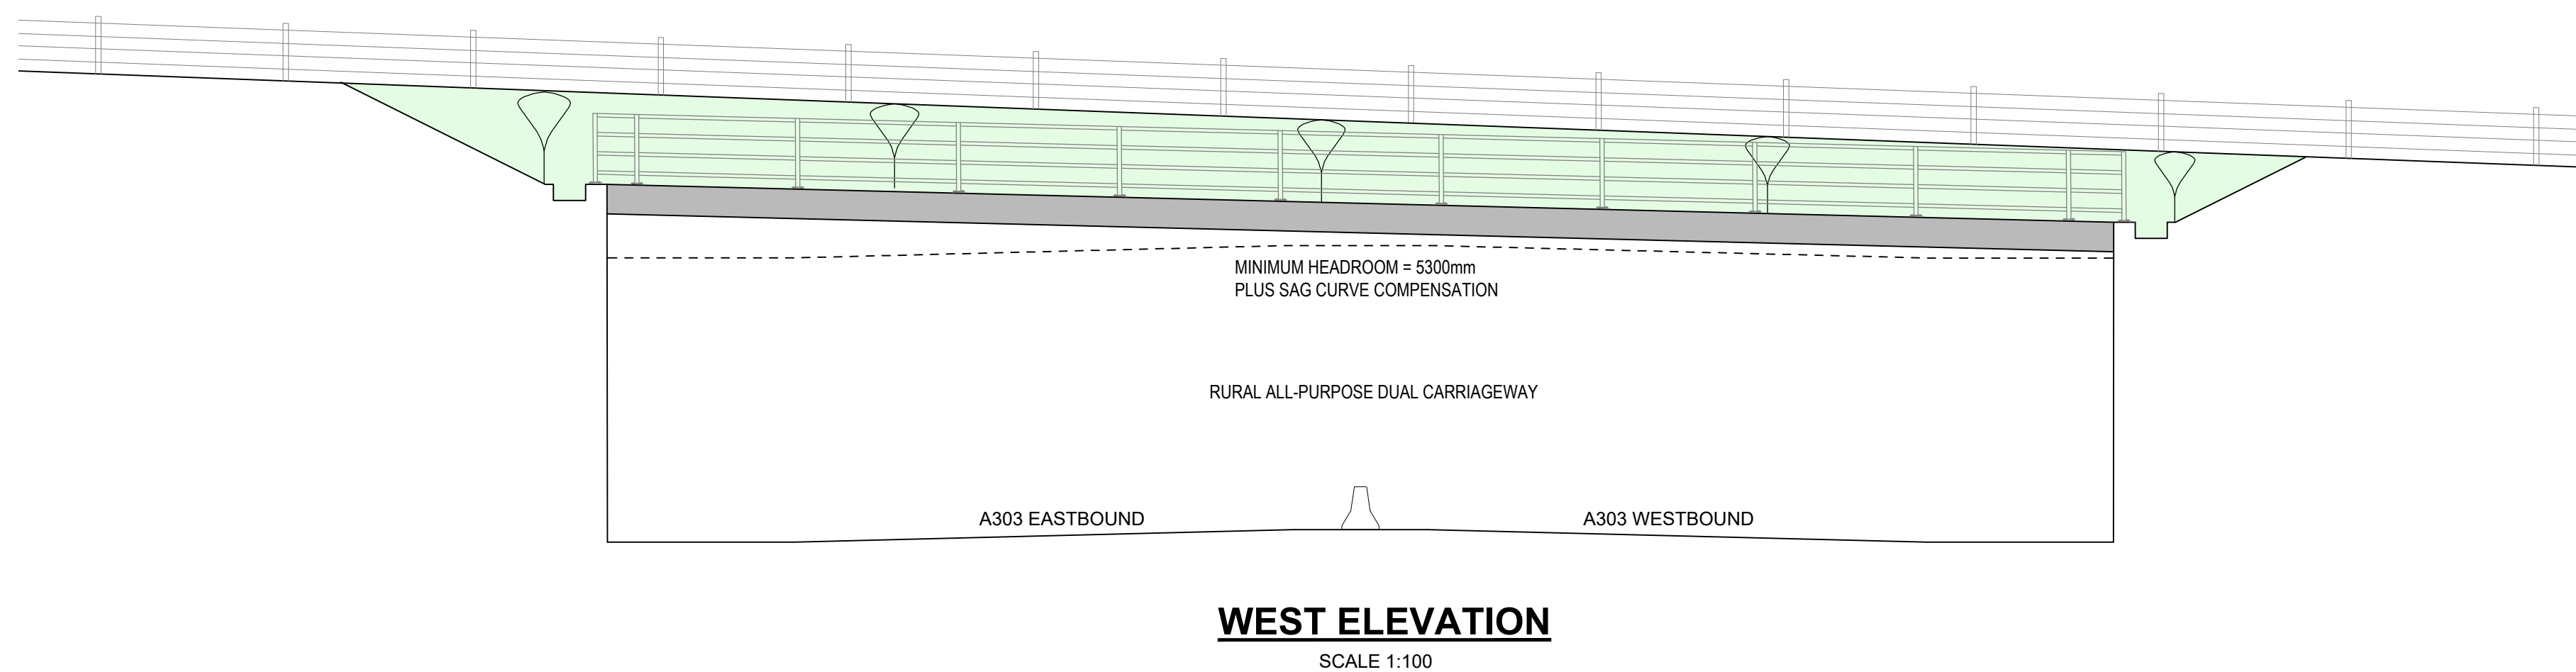 MINIMUM HEADROOM = 5300mm
PLUS SAG CURVE COMPENSATION
RURAL ALL-PURPOSE DUAL CARRIAGEWAY
A303 EASTBOUND
A303 WESTBOUND
WEST ELEVATION
SCALE 1:100